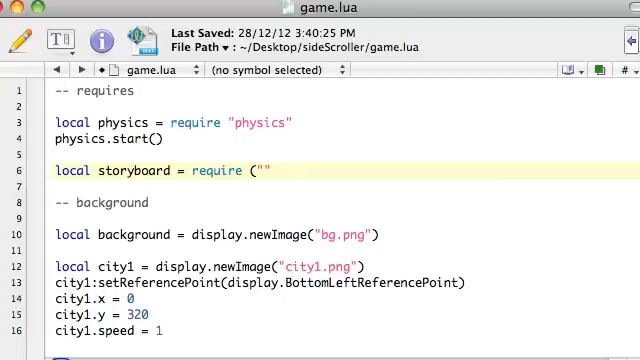 game.lua
Last Saved: 28/12/12 3:40:25 PM
File Path ▾ : ~/Desktop/sideScroller/game.lua
T
i
game.lua (no symbol selected) #
1 -- requires
2
3 local physics = require "physics"
4 physics.start()
5
6 local storyboard = require (""
7
8 -- background
9
10 local background = display.newImage("bg.png")
11
12 local city1 = display.newImage("city1.png")
13 city1:setReferencePoint(display.BottomLeftReferencePoint)
14 city1.x = 0
15 city1.y = 320
16 city1.speed = 1